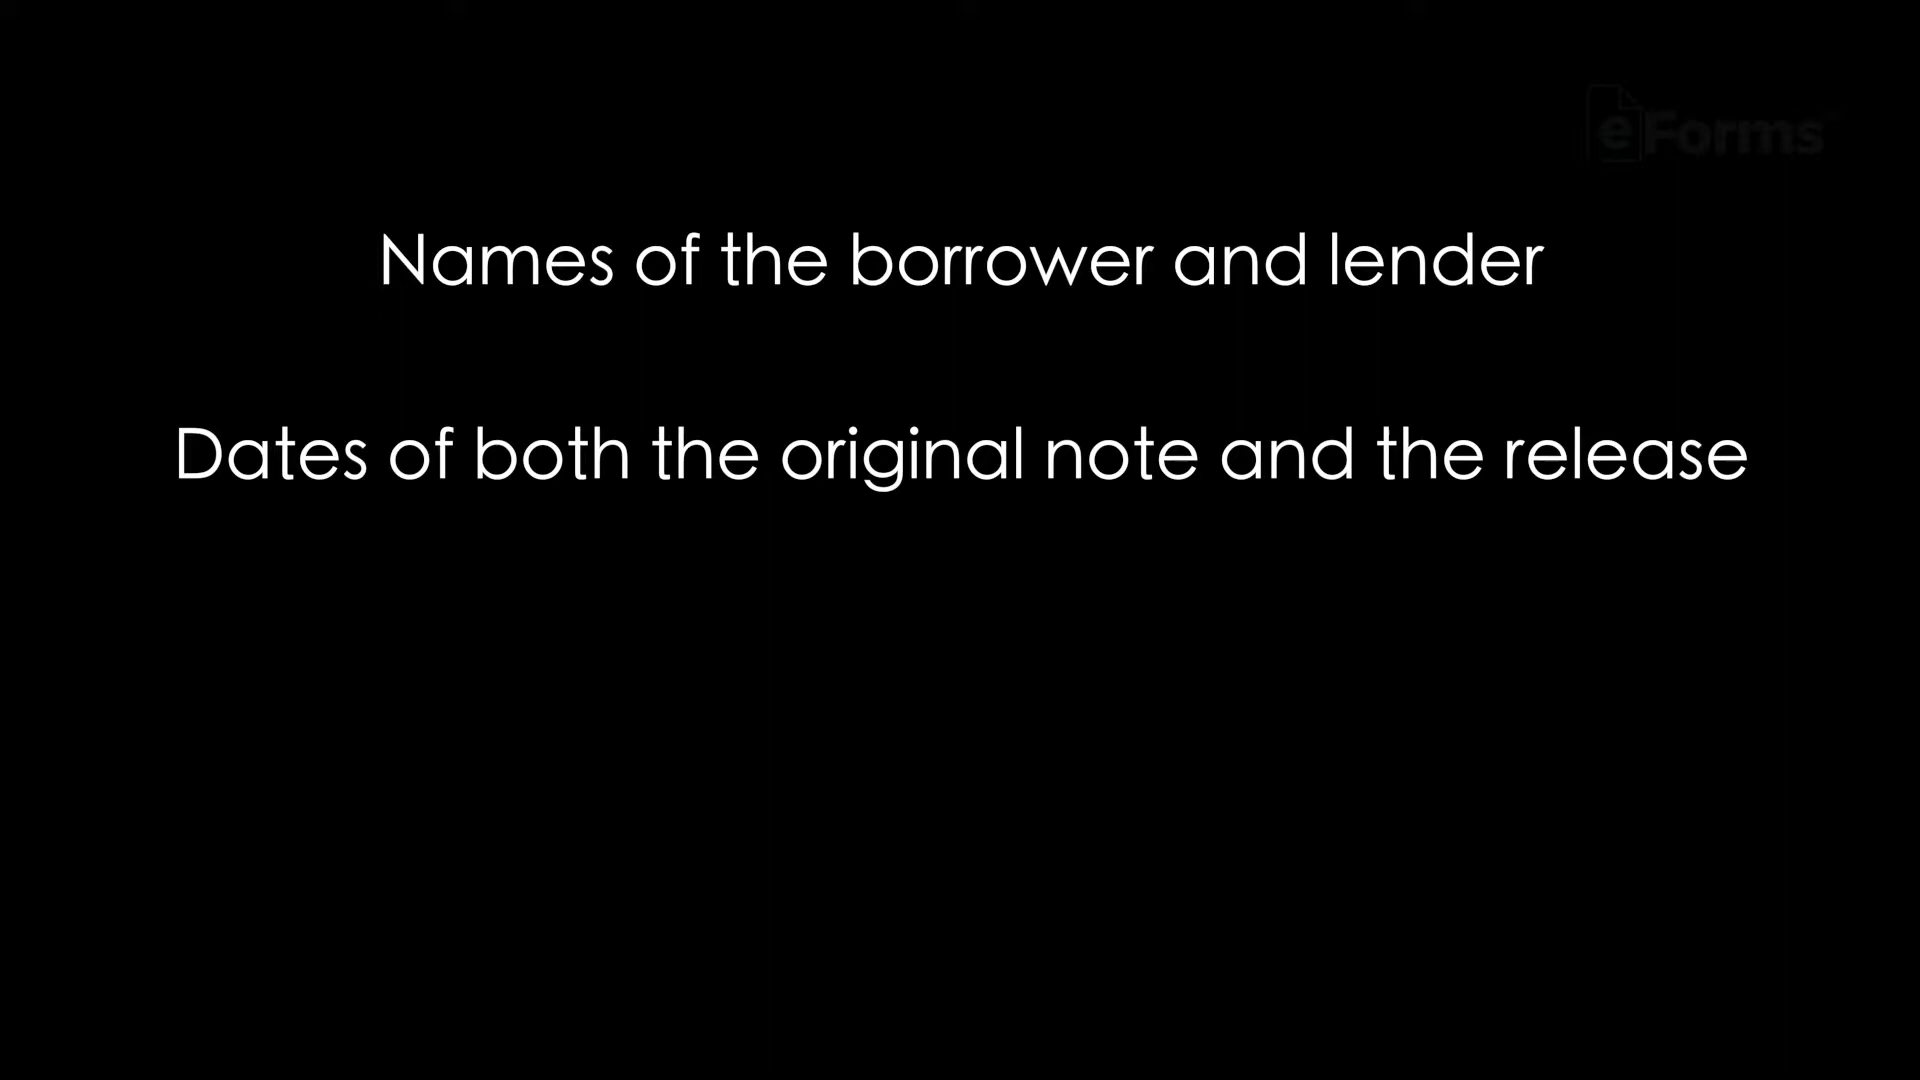 eForms
Names of the borrower and lender
Dates of both the original note and the release